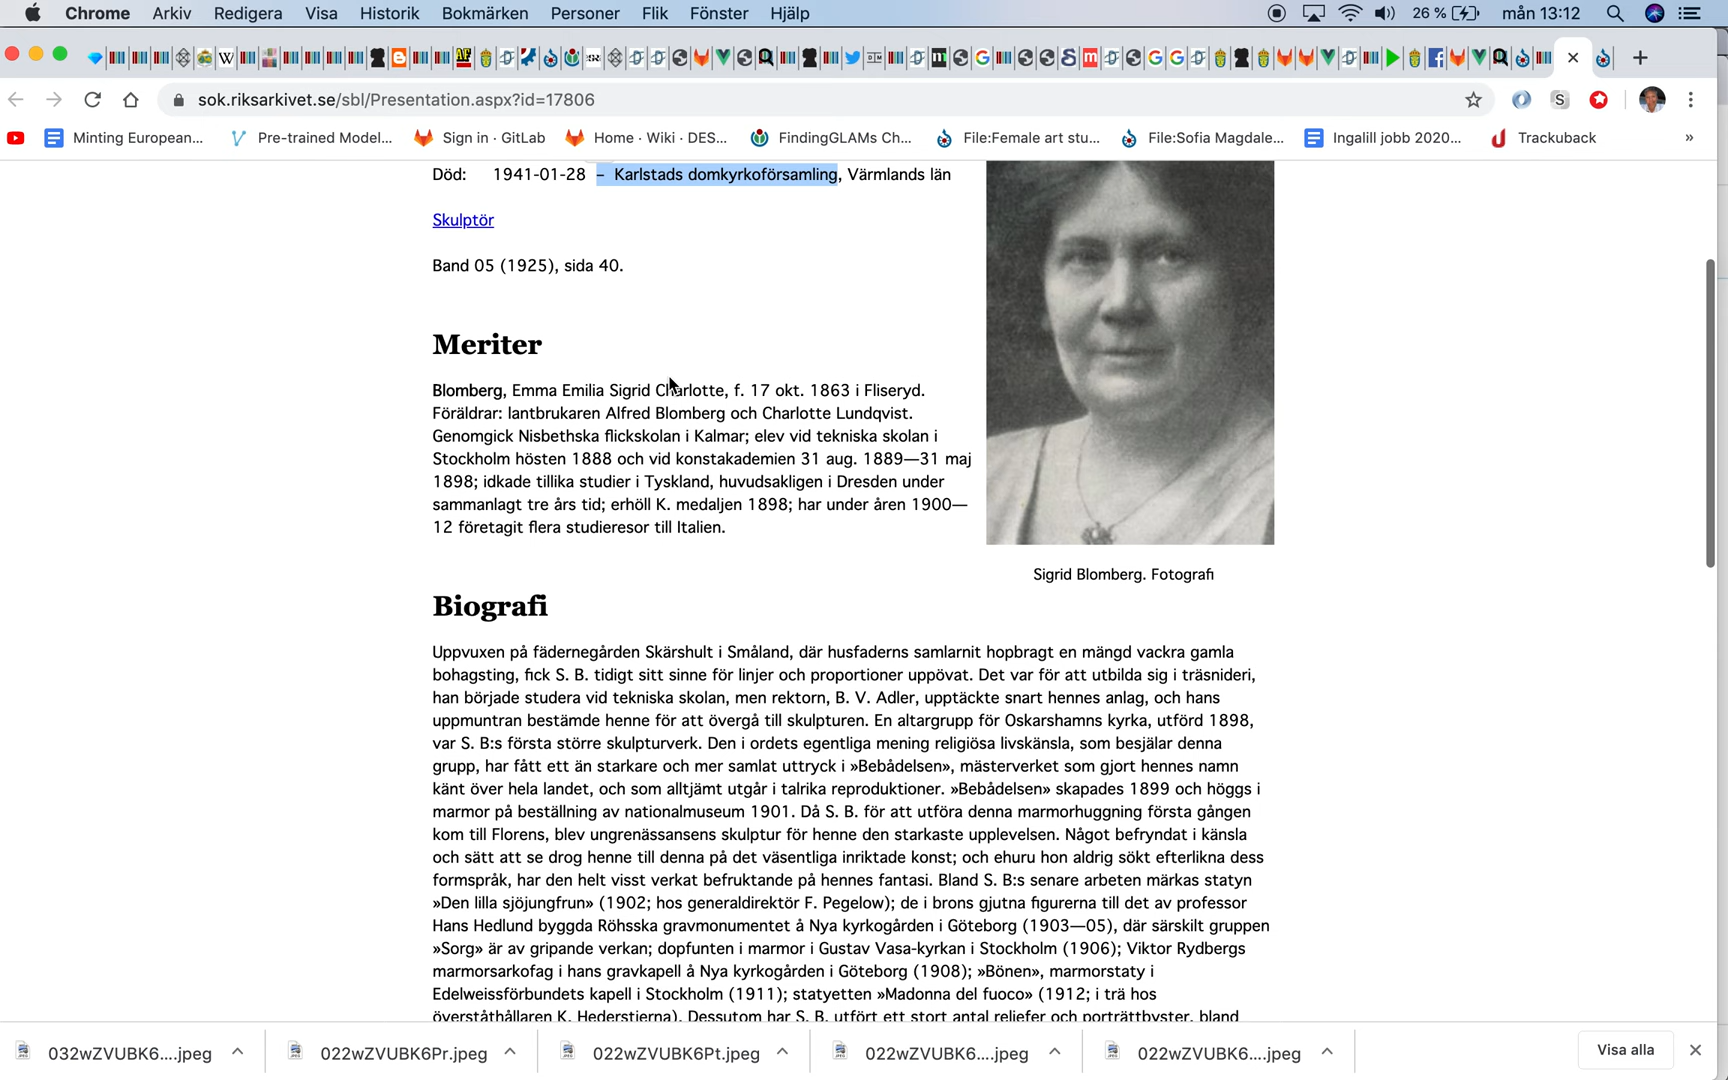 Chrome Arkiv Redigera Visa Historik Bokmärken Personer Flik Fönster Hjälp 26 % mån 13:12
sok.riksarkivet.se/sbl/Presentation.aspx?id=17806
Minting European... Pre-trained Model... Sign in · GitLab Home · Wiki · DES... FindingGLAMs Ch... File:Female art stu... File:Sofia Magdale... Ingalill jobb 2020... Trackuback »
Död: 1941-01-28 – Karlstads domkyrkoförsamling, Värmlands län
Skulptör
Band 05 (1925), sida 40.
Meriter
Blomberg, Emma Emilia Sigrid Charlotte, f. 17 okt. 1863 i Fliseryd.
Föräldrar: lantbrukaren Alfred Blomberg och Charlotte Lundqvist.
Genomgick Nisbethska flickskolan i Kalmar; elev vid tekniska skolan i
Stockholm hösten 1888 och vid konstakademien 31 aug. 1889—31 maj
1898; idkade tillika studier i Tyskland, huvudsakligen i Dresden under
sammanlagt tre års tid; erhöll K. medaljen 1898; har under åren 1900—
12 företagit flera studieresor till Italien.
Sigrid Blomberg. Fotografi
Biografi
Uppvuxen på fädernegården Skärshult i Småland, där husfaderns samlarnit hopbragt en mängd vackra gamla
bohagsting, fick S. B. tidigt sitt sinne för linjer och proportioner uppövat. Det var för att utbilda sig i träsnideri,
han började studera vid tekniska skolan, men rektorn, B. V. Adler, upptäckte snart hennes anlag, och hans
uppmuntran bestämde henne för att övergå till skulpturen. En altargrupp för Oskarshamns kyrka, utförd 1898,
var S. B:s första större skulpturverk. Den i ordets egentliga mening religiösa livskänsla, som besjälar denna
grupp, har fått ett än starkare och mer samlat uttryck i »Bebådelsen», mästerverket som gjort hennes namn
känt över hela landet, och som alltjämt utgår i talrika reproduktioner. »Bebådelsen» skapades 1899 och höggs i
marmor på beställning av nationalmuseum 1901. Då S. B. för att utföra denna marmorhuggning första gången
kom till Florens, blev ungrenässansens skulptur för henne den starkaste upplevelsen. Något befryndat i känsla
och sätt att se drog henne till denna på det väsentliga inriktade konst; och ehuru hon aldrig sökt efterlikna dess
formspråk, har den helt visst verkat befruktande på hennes fantasi. Bland S. B:s senare arbeten märkas statyn
»Den lilla sjöjungfrun» (1902; hos generaldirektör F. Pegelow); de i brons gjutna figurerna till det av professor
Hans Hedlund byggda Röhsska gravmonumentet å Nya kyrkogården i Göteborg (1903—05), där särskilt gruppen
»Sorg» är av gripande verkan; dopfunten i marmor i Gustav Vasa-kyrkan i Stockholm (1906); Viktor Rydbergs
marmorsarkofag i hans gravkapell å Nya kyrkogården i Göteborg (1908); »Bönen», marmorstaty i
Edelweissförbundets kapell i Stockholm (1911); statyetten »Madonna del fuoco» (1912; i trä hos
överståthållaren K. Hederstierna). Dessutom har S. B. utfört ett stort antal reliefer och porträttbyster, bland
032wZVUBK6....jpeg 022wZVUBK6Pr.jpeg 022wZVUBK6Pt.jpeg 022wZVUBK6....jpeg 022wZVUBK6....jpeg Visa alla